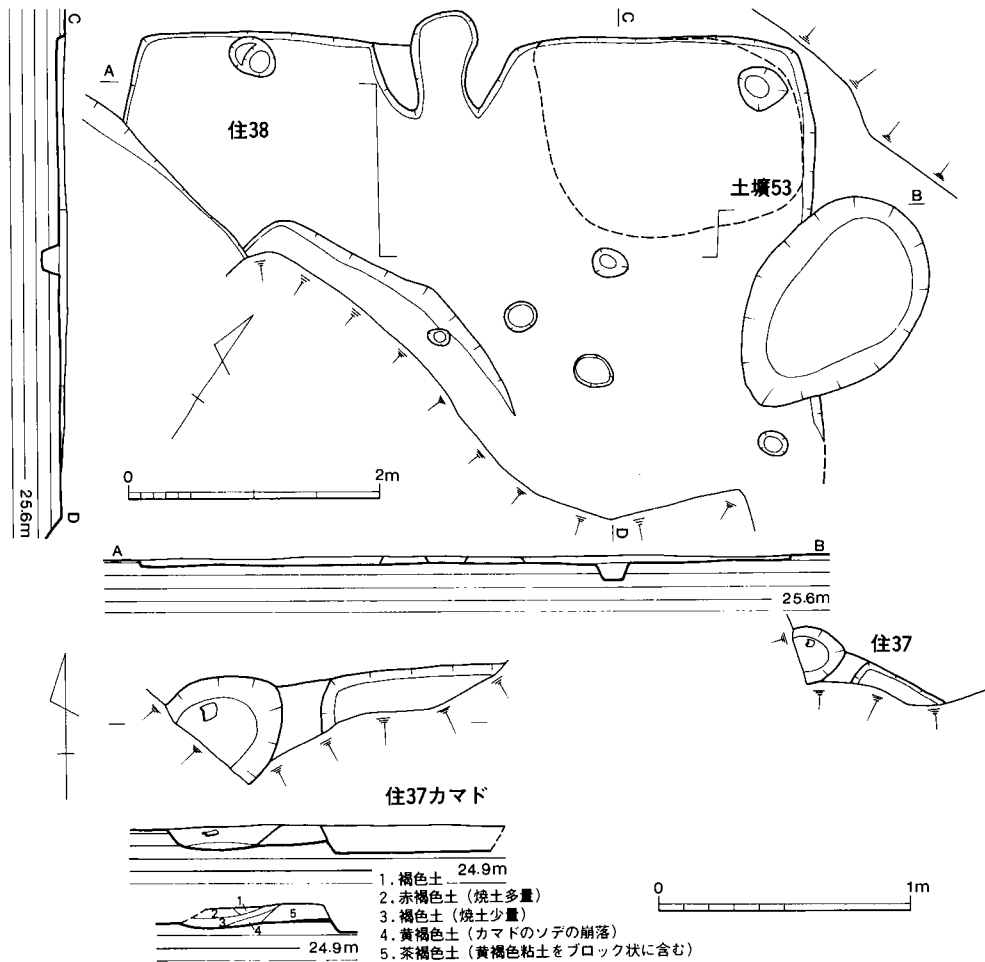 C
C
A
住38
土壙53
B
0 2m
25.6m
D
D
A
B
25.6m
住37
住37カマド
24.9m
1. 褐色土
2. 赤褐色土（焼土多量）
3. 褐色土（焼土少量）
4. 黄褐色土（カマドのソデの崩落）
5. 茶褐色土（黄褐色粘土をブロック状に含む）
1
2
3
4
5
24.9m
0 1m